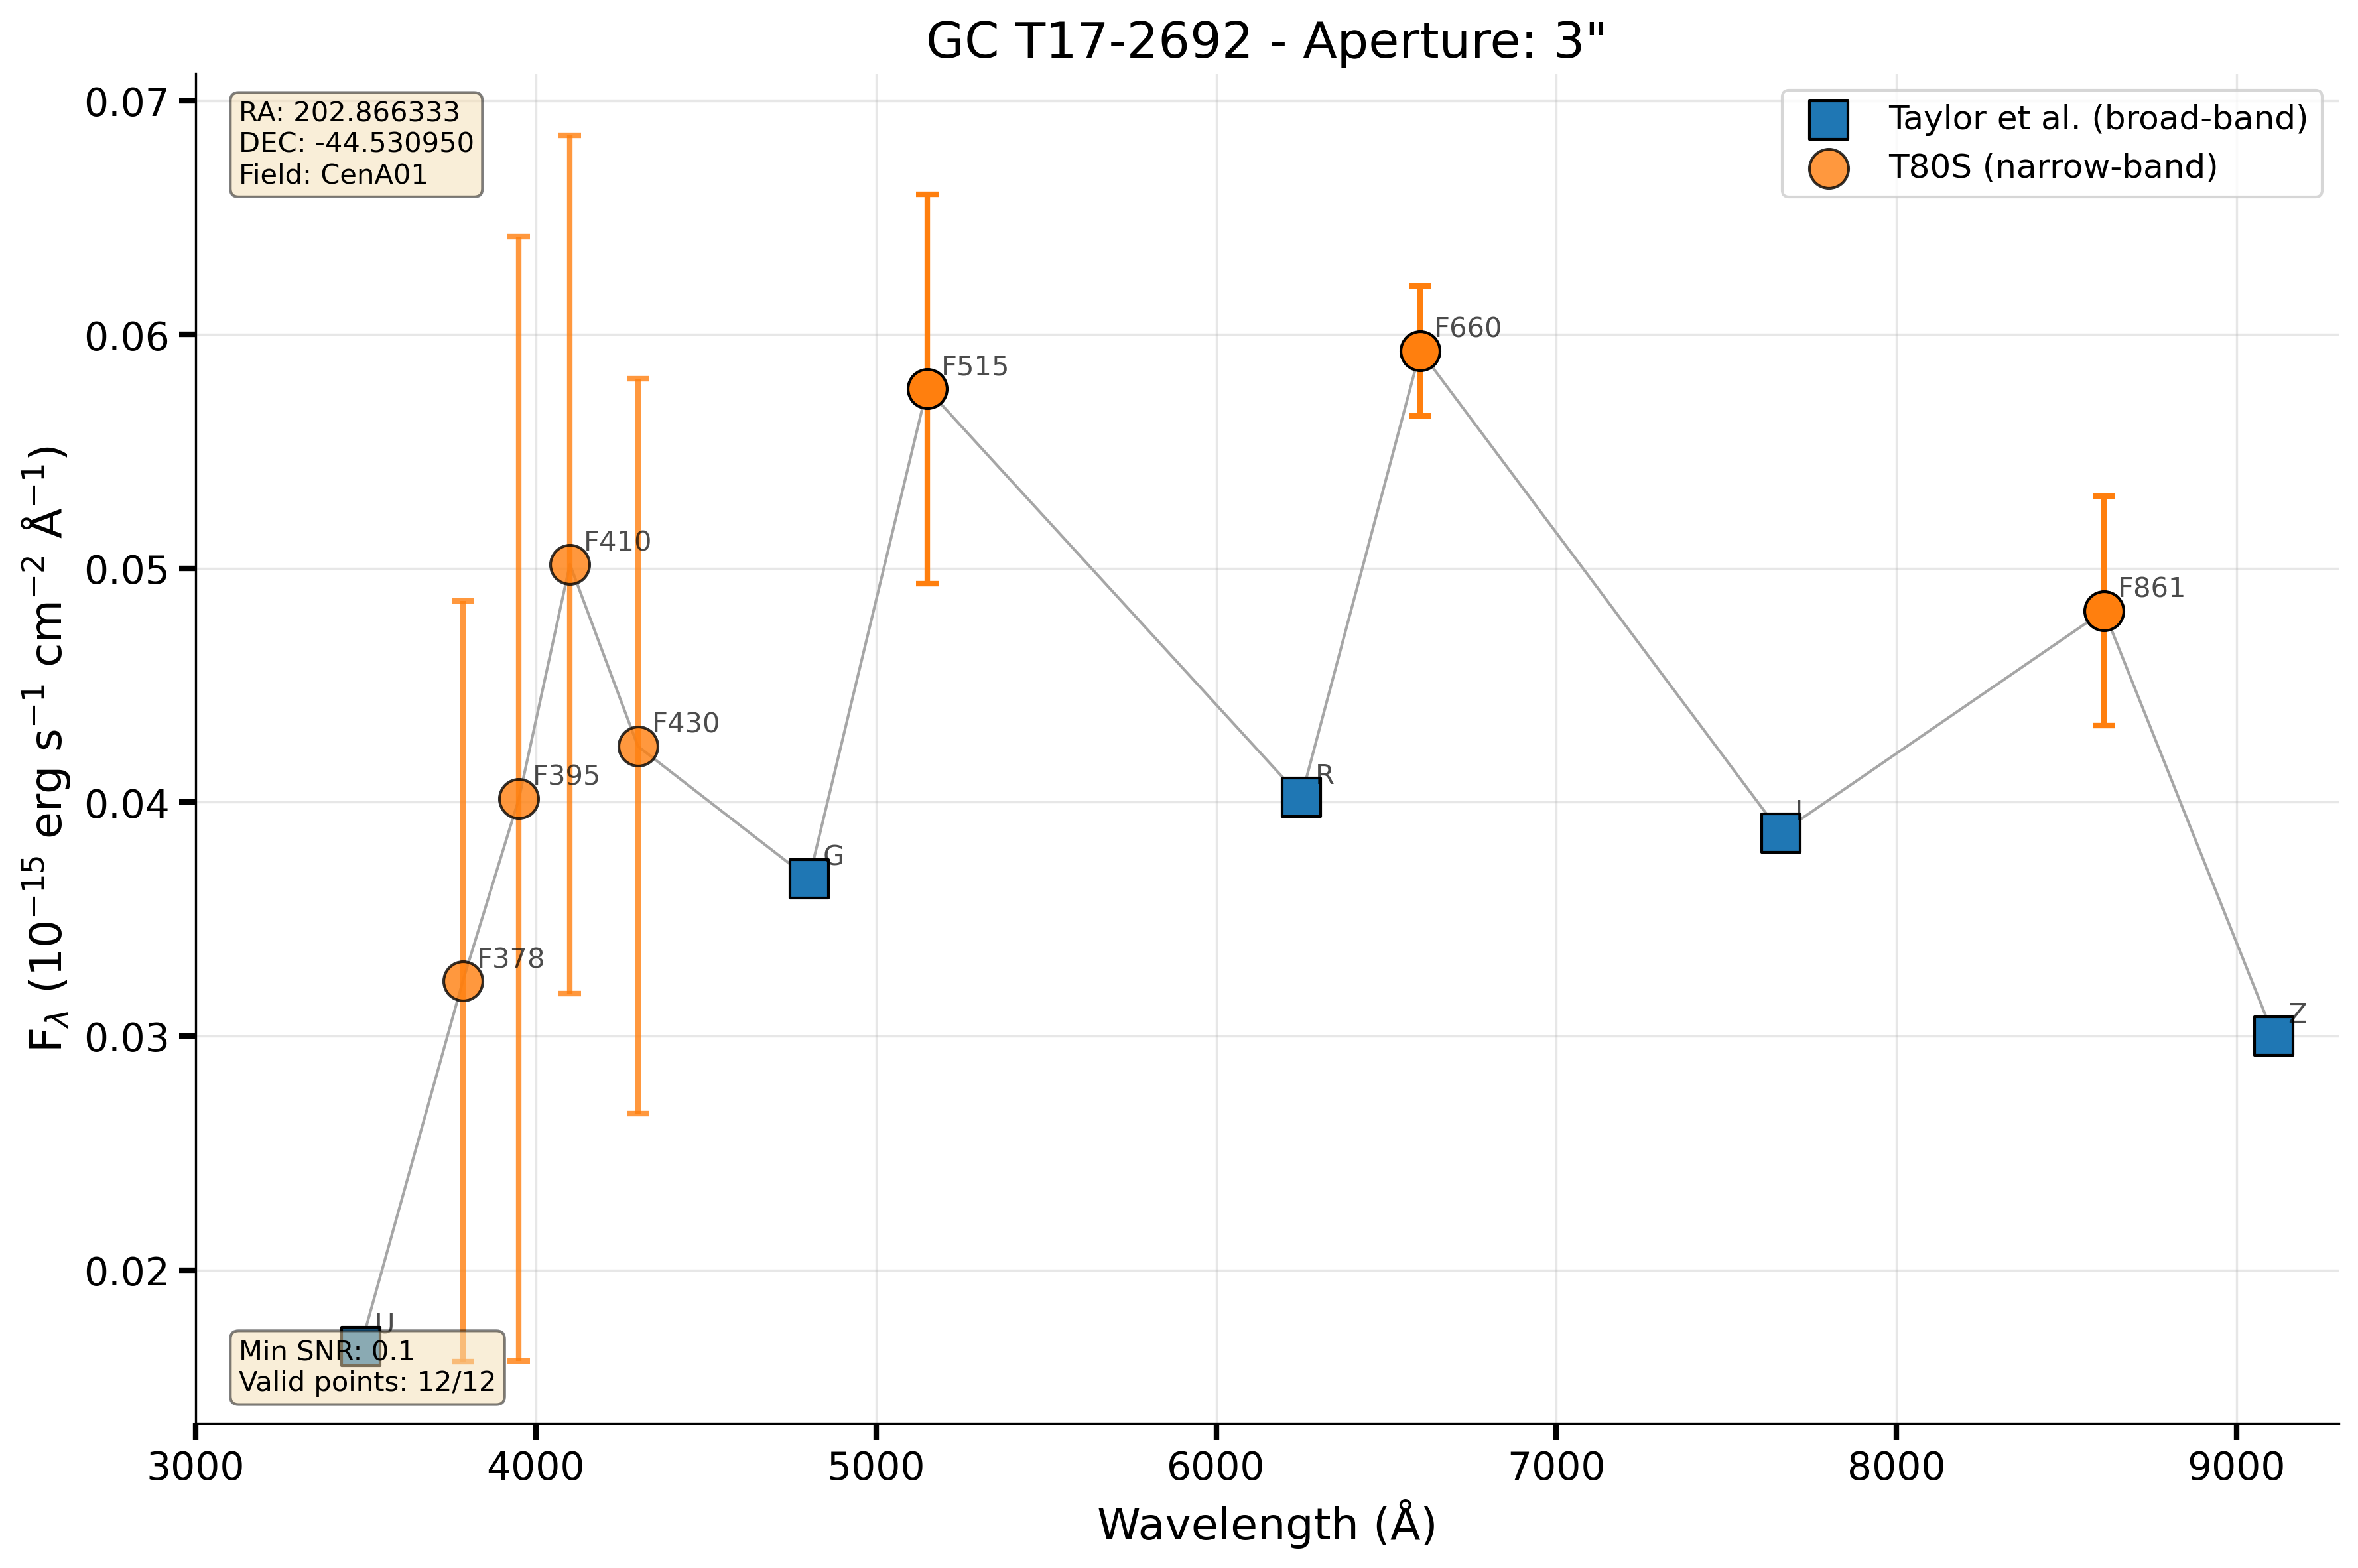 GC T17-2692 - Aperture: 3"
RA: 202.866333
DEC: -44.530950
Field: CenA01
Taylor et al. (broad-band)
T80S (narrow-band)
F$_λ$ (10$^{-15}$ erg s$^{-1}$ cm$^{-2}$ Å$^{-1}$)
0.07
0.06
0.05
0.04
0.03
0.02
U
F378
F395
F410
F430
G
F515
R
F660
I
F861
Z
Min SNR: 0.1
Valid points: 12/12
3000
4000
5000
6000
7000
8000
9000
Wavelength (Å)